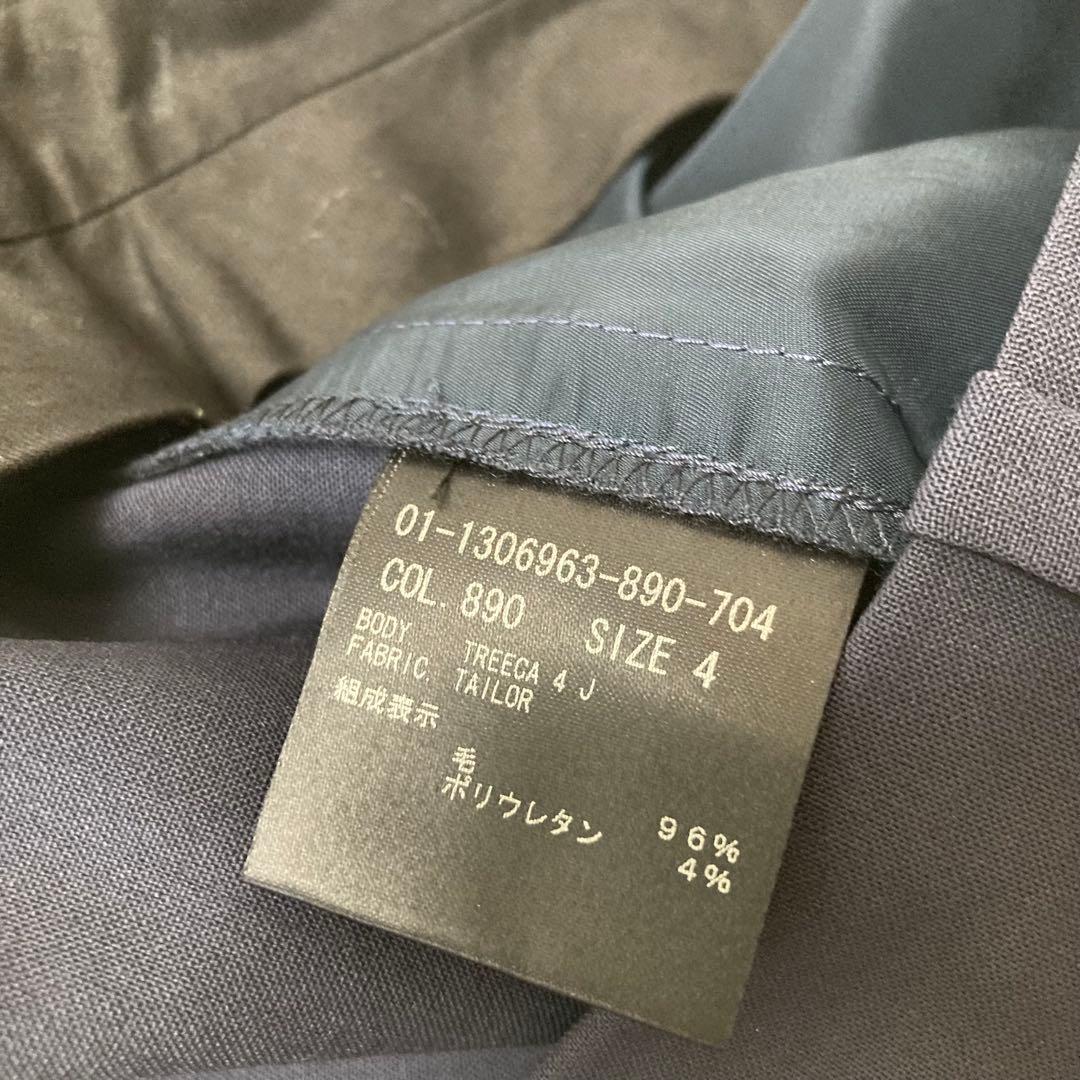 01-1306963-890-704
COL. 890 SIZE 4
BODY TREECA 4 J
FABRIC. TAILOR
組成表示
毛 96%
ポリウレタン 4%